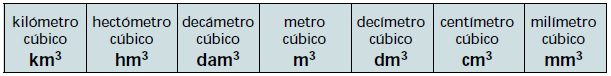 kilómetro hectómetro decámetro metro decímetro centímetro milímetro
cúbico cúbico cúbico cúbico cúbico cúbico cúbico
km³ hm³ dam³ m³ dm³ cm³ mm³